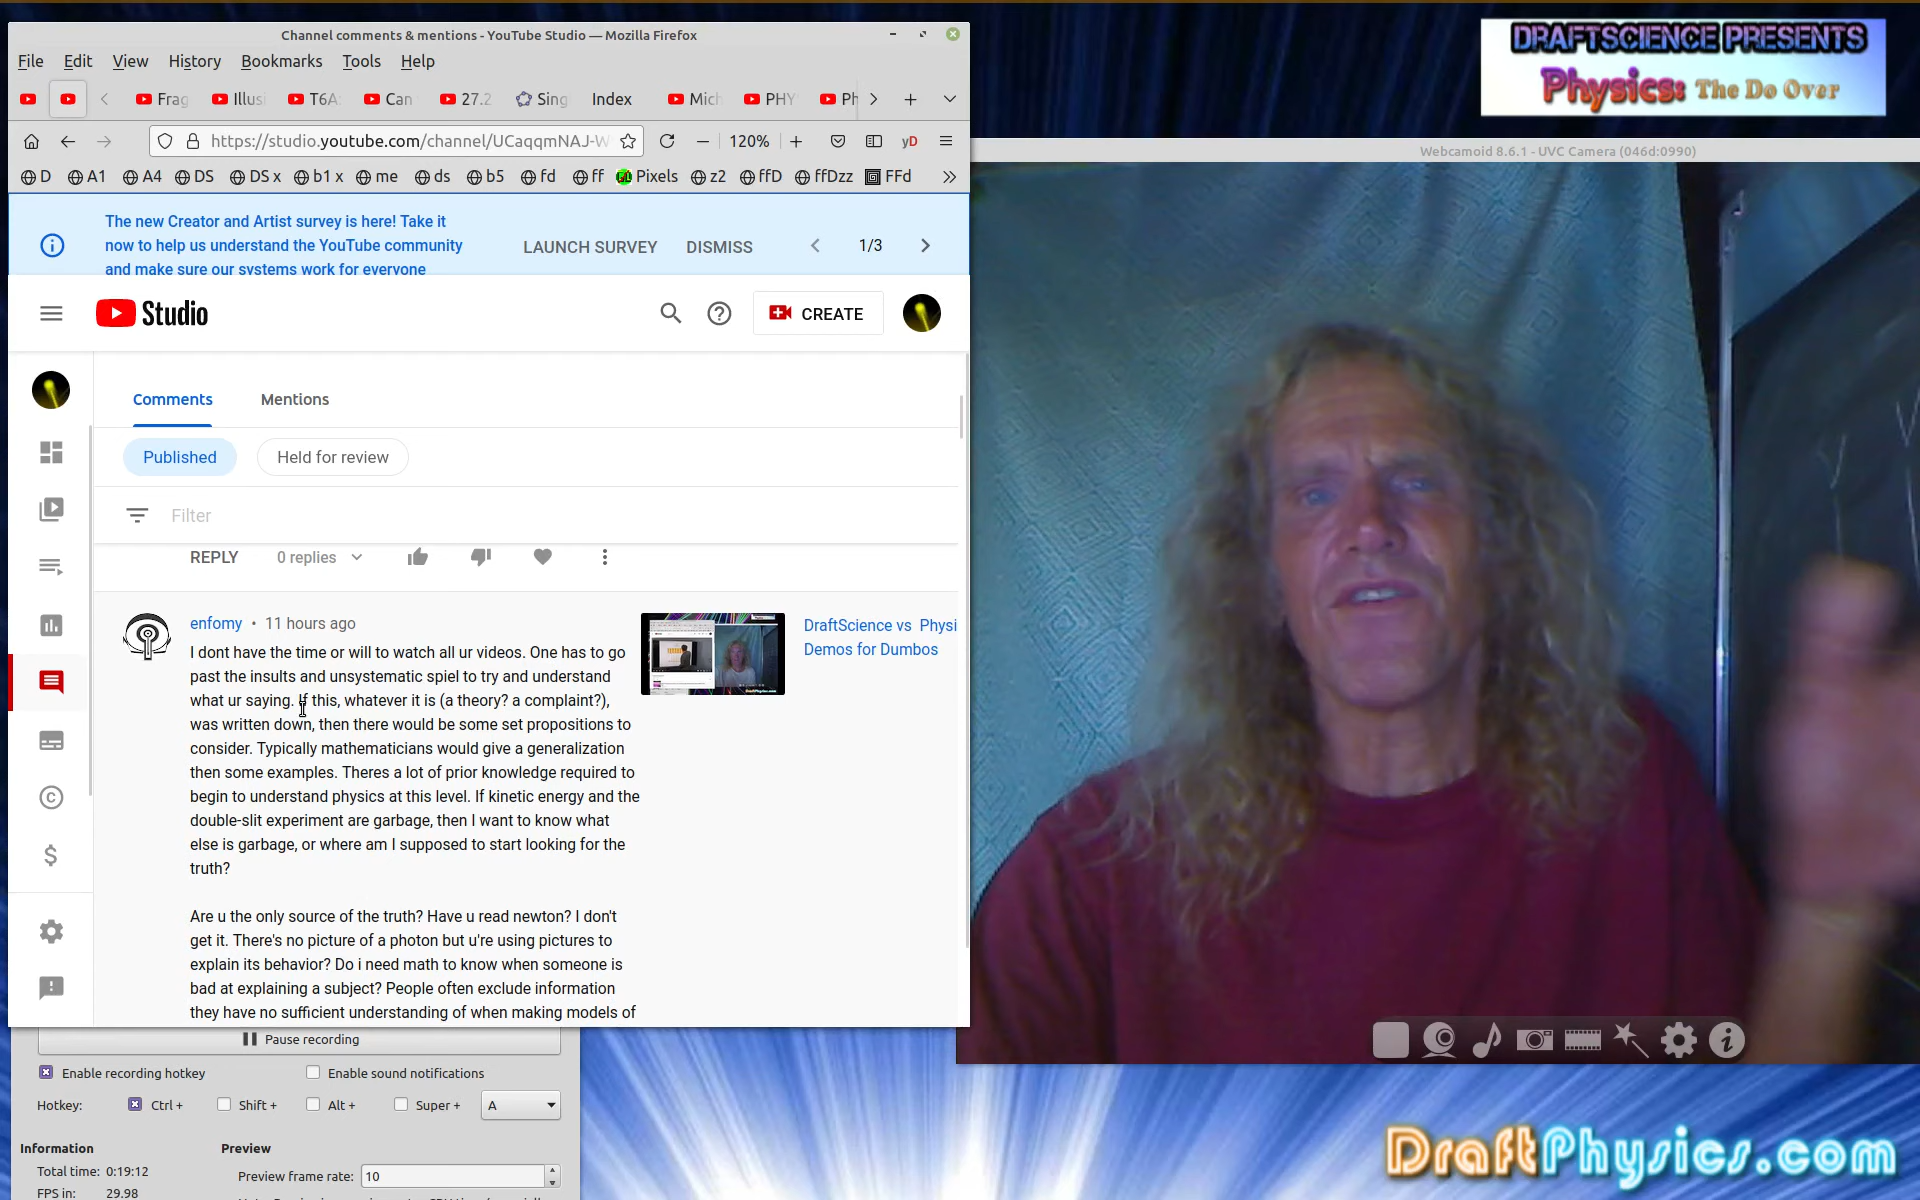 Channel comments & mentions - YouTube Studio — Mozilla Firefox
File Edit View History Bookmarks Tools Help
Frag Illus T6A Can 27.2 Sing Index Mich PHY Ph
https://studio.youtube.com/channel/UCaqqmNAJ-W 120% yD
D A1 A4 DS DS x b1 x me ds b5 fd ff Pixels z2 ffD ffDzz FFd
The new Creator and Artist survey is here! Take it
now to help us understand the YouTube community
and make sure our systems work for everyone
LAUNCH SURVEY DISMISS 1/3
Studio CREATE
Comments Mentions
Published Held for review
Filter
REPLY 0 replies
enfomy • 11 hours ago
I dont have the time or will to watch all ur videos. One has to go
past the insults and unsystematic spiel to try and understand
what ur saying. If this, whatever it is (a theory? a complaint?),
was written down, then there would be some set propositions to
consider. Typically mathematicians would give a generalization
then some examples. Theres a lot of prior knowledge required to
begin to understand physics at this level. If kinetic energy and the
double-slit experiment are garbage, then I want to know what
else is garbage, or where am I supposed to start looking for the
truth?
Are u the only source of the truth? Have u read newton? I don't
get it. There's no picture of a photon but u're using pictures to
explain its behavior? Do i need math to know when someone is
bad at explaining a subject? People often exclude information
they have no sufficient understanding of when making models of
DraftScience vs Physi
Demos for Dumbos
Pause recording
Enable recording hotkey Enable sound notifications
Hotkey: Ctrl + Shift + Alt + Super + A
Information Preview
Total time: 0:19:12 Preview frame rate: 10
FPS in: 29.98
DRAFTSCIENCE PRESENTS
Physics: The Do Over
Webcamoid 8.6.1 - UVC Camera (046d:0990)
DraftPhysics.com